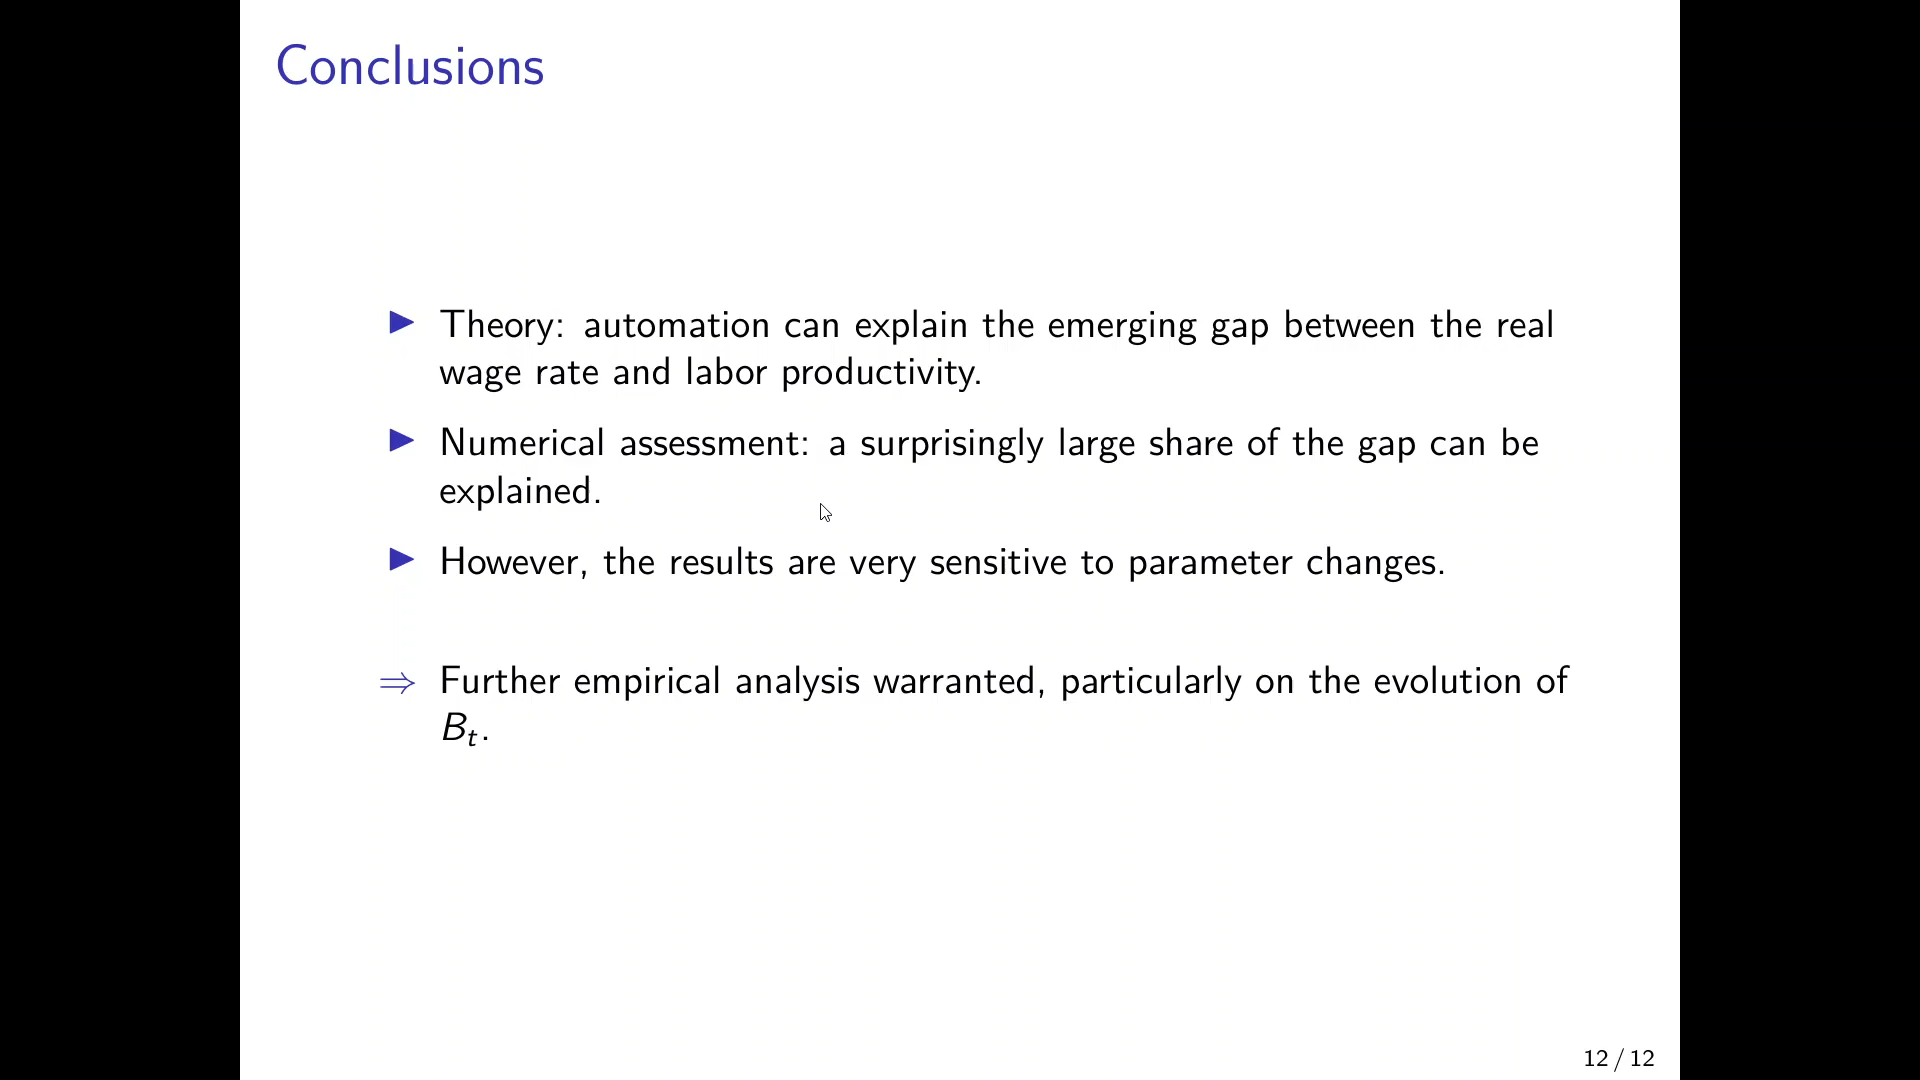 Conclusions
▶ Theory: automation can explain the emerging gap between the real
wage rate and labor productivity.
▶ Numerical assessment: a surprisingly large share of the gap can be
explained.
▶ However, the results are very sensitive to parameter changes.
⇒ Further empirical analysis warranted, particularly on the evolution of
B_t.
12 / 12